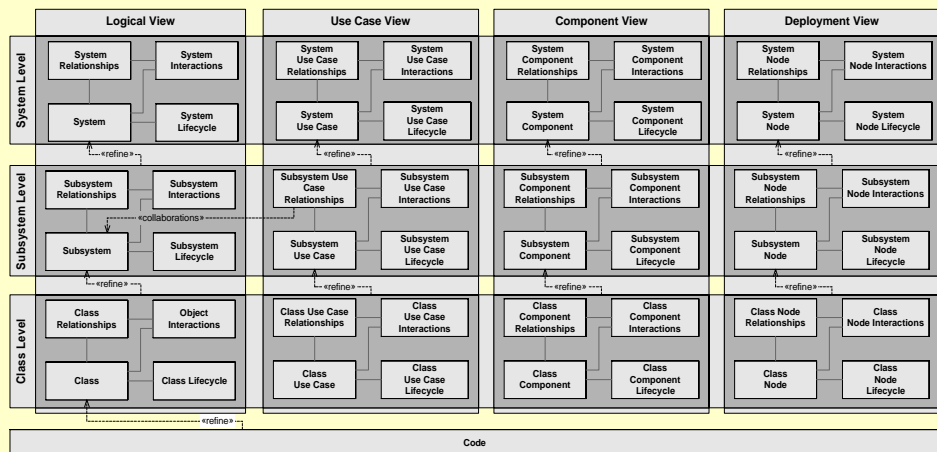 Logical View
Use Case View
Component View
Deployment View
System Level
System
Relationships
System
Interactions
System
System
Lifecycle
System
Use Case
Relationships
System
Use Case
Interactions
System
Use Case
System
Use Case
Lifecycle
System
Component
Relationships
System
Component
Interactions
System
Component
System
Component
Lifecycle
System
Node
Relationships
System
Node Interactions
System
Node
System
Node Lifecycle
«refine»
«refine»
«refine»
«refine»
Subsystem Level
Subsystem
Relationships
Subsystem
Interactions
«collaborations»
Subsystem
Subsystem
Lifecycle
Subsystem Use
Case
Relationships
Subsystem
Use Case
Interactions
Subsystem
Use Case
Subsystem
Use Case
Lifecycle
Subsystem
Component
Relationships
Subsystem
Component
Interactions
Subsystem
Component
Subsystem
Component
Lifecycle
Subsystem
Node
Relationships
Subsystem
Node Interactions
Subsystem
Node
Subsystem
Node
Lifecycle
«refine»
«refine»
«refine»
«refine»
Class Level
Class
Relationships
Object
Interactions
Class
Class Lifecycle
Class Use Case
Relationships
Class
Use Case
Interactions
Class
Use Case
Class
Use Case
Lifecycle
Class
Component
Relationships
Class
Component
Interactions
Class
Component
Class
Component
Lifecycle
Class Node
Relationships
Class
Node Interactions
Class
Node
Class
Node
Lifecycle
«refine»
Code